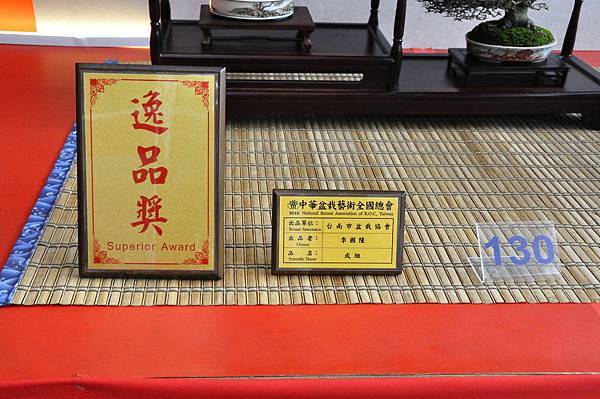 逸品獎
Superior Award
中華盆栽藝術全國總會
2013 National Bonsai Association of R.O.C, Taiwan
出品單位: 台南市盆栽協會
Bonsai Association
出品者: 李國隆
Owner
品名: 成組
Scientific Name
130